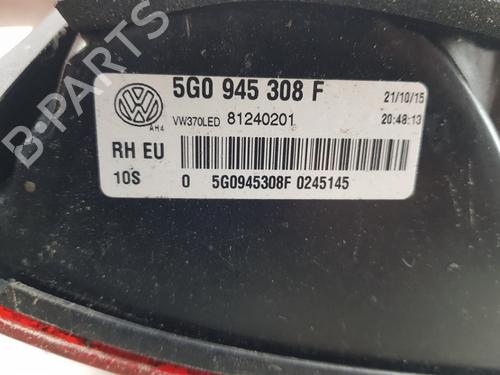 5G0 945 308 F
21/10/15
AH4
VW370LED 81240201
20:48:13
RH EU
10S
0 5G0945308F 0245145
B-PARTS